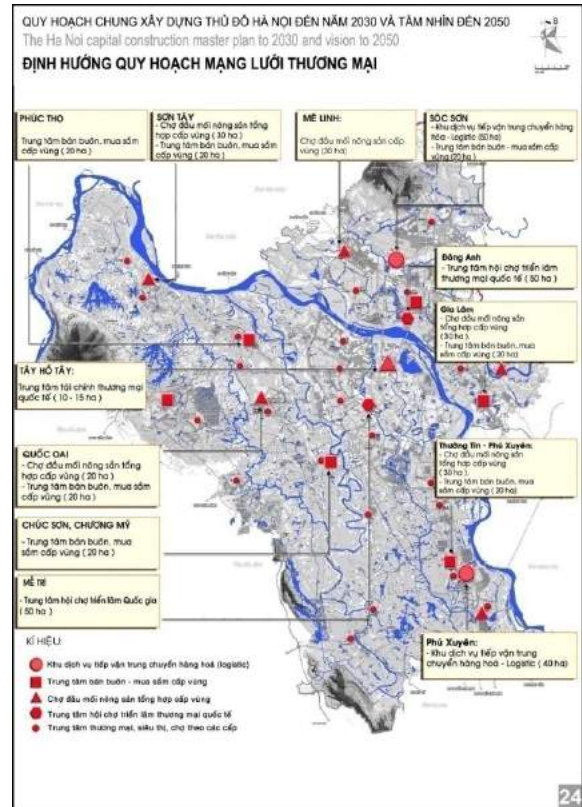 QUY HOẠCH CHUNG XÂY DỰNG THỦ ĐÔ HÀ NỘI ĐẾN NĂM 2030 VÀ TẦM NHÌN ĐẾN 2050
The Ha Noi capital construction master plan to 2030 and vision to 2050
ĐỊNH HƯỚNG QUY HOẠCH MẠNG LƯỚI THƯƠNG MẠI
PHÚC THỌ
Trung tâm bán buôn, mua sắm
cấp vùng ( 20 ha)
SƠN TÂY
- Chợ đầu mối nông sản tổng
hợp cấp vùng ( 30 ha)
- Trung tâm bán buôn, mua sắm
cấp vùng ( 20 ha)
MÊ LINH:
Chợ đầu mối nông sản cấp
vùng (30 ha)
SÓC SƠN
- Khu dịch vụ tiếp vận trung chuyển hàng
hóa - Logistic (50 ha)
- Trung tâm bán buôn - mua sắm cấp
vùng (20 ha)
Đông Anh
- Trung tâm hội chợ triển lãm
thương mại quốc tế ( 50 ha)
Gia Lâm
- Chợ đầu mối nông sản
tổng hợp cấp vùng
(30 ha).
- Trung tâm bán buôn, mua
sắm cấp vùng ( 20 ha)
TÂY HỒ TÂY:
Trung tâm tài chính thương mại
quốc tế ( 10 - 15 ha)
QUỐC OAI
- Chợ đầu mối nông sản tổng
hợp cấp vùng ( 20 ha)
- Trung tâm bán buôn, mua sắm
cấp vùng ( 20 ha)
Thường Tín - Phú Xuyên:
- Chợ đầu mối nông sản
tổng hợp cấp vùng
(30 ha).
- Trung tâm bán buôn, mua
sắm cấp vùng ( 20 ha)
CHÚC SƠN, CHƯƠNG MỸ
- Trung tâm bán buôn, mua
sắm cấp vùng ( 20 ha)
MỄ TRÌ
- Trung tâm hội chợ triển lãm Quốc gia
(50 ha)
Phú Xuyên:
- Khu dịch vụ tiếp vận trung
chuyển hàng hoá - Logistic ( 40 ha)
KÍ HIỆU:
Khu dịch vụ tiếp vận trung chuyển hàng hoá (logistic)
Trung tâm bán buôn - mua sắm cấp vùng
Chợ đầu mối nông sản tổng hợp cấp vùng
Trung tâm hội chợ triển lãm thương mại quốc tế
Trung tâm thương mại, siêu thị, chợ theo các cấp
24